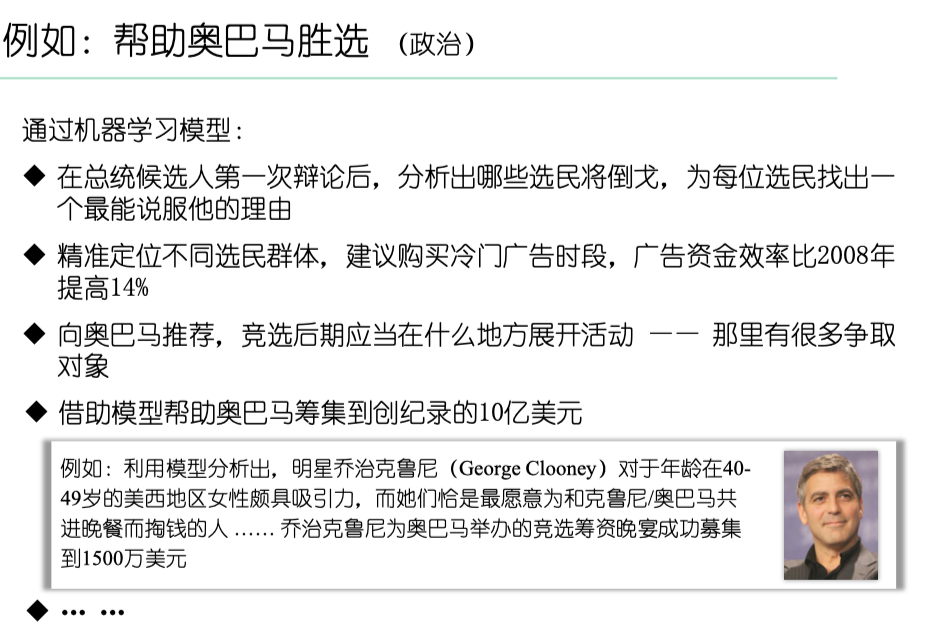 例如：帮助奥巴马胜选 （政治）
通过机器学习模型：
◆ 在总统候选人第一次辩论后，分析出哪些选民将倒戈，为每位选民找出一
个最能说服他的理由
◆ 精准定位不同选民群体，建议购买冷门广告时段，广告资金效率比2008年
提高14%
◆ 向奥巴马推荐，竞选后期应当在什么地方展开活动 —— 那里有很多争取
对象
◆ 借助模型帮助奥巴马筹集到创纪录的10亿美元
例如：利用模型分析出，明星乔治克鲁尼（George Clooney）对于年龄在40-
49岁的美西地区女性颇具吸引力，而她们恰是最愿意为和克鲁尼/奥巴马共
进晚餐而掏钱的人 …… 乔治克鲁尼为奥巴马举办的竞选筹资晚宴成功募集
到1500万美元
◆ … …